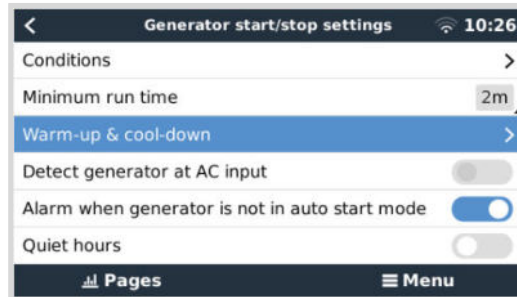 Generator start/stop settings 10:26
Conditions
Minimum run time 2m
Warm-up & cool-down
Detect generator at AC input
Alarm when generator is not in auto start mode
Quiet hours
Pages Menu